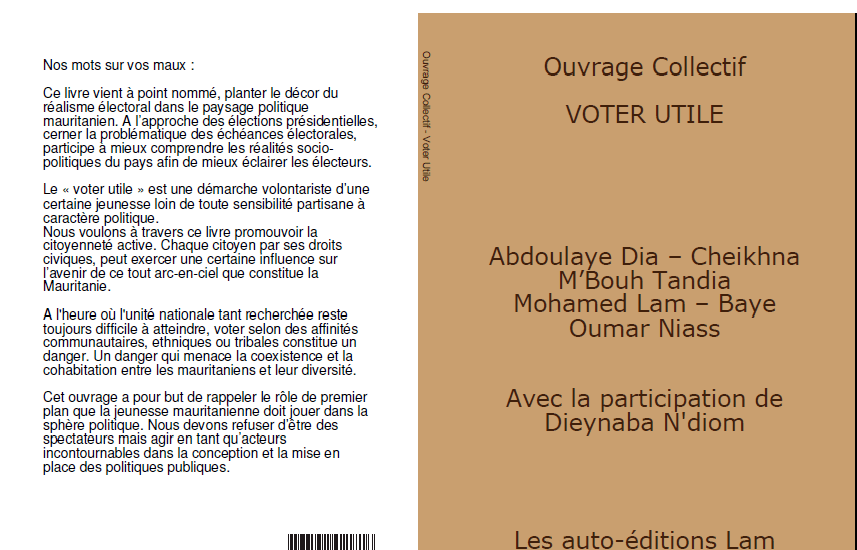 Nos mots sur vos maux :
Ce livre vient à point nommé, planter le décor du
réalisme électoral dans le paysage politique
mauritanien. A l'approche des élections présidentielles,
cerner la problématique des échéances électorales,
participe à mieux comprendre les réalités socio-
politiques du pays afin de mieux éclairer les électeurs.
Le « voter utile » est une démarche volontariste d'une
certaine jeunesse loin de toute sensibilité partisane à
caractère politique.
Nous voulons à travers ce livre promouvoir la
citoyenneté active. Chaque citoyen par ses droits
civiques, peut exercer une certaine influence sur
l'avenir de ce tout arc-en-ciel que constitue la
Mauritanie.
A l'heure où l'unité nationale tant recherchée reste
toujours difficile à atteindre, voter selon des affinités
communautaires, ethniques ou tribales constitue un
danger. Un danger qui menace la coexistence et la
cohabitation entre les mauritaniens et leur diversité.
Cet ouvrage a pour but de rappeler le rôle de premier
plan que la jeunesse mauritanienne doit jouer dans la
sphère politique. Nous devons refuser d'être des
spectateurs mais agir en tant qu'acteurs
incontournables dans la conception et la mise en
place des politiques publiques.
Ouvrage Collectif - Voter Utile
Ouvrage Collectif
VOTER UTILE
Abdoulaye Dia – Cheikhna
M'Bouh Tandia
Mohamed Lam – Baye
Oumar Niass
Avec la participation de
Dieynaba N'diom
Les auto-éditions Lam